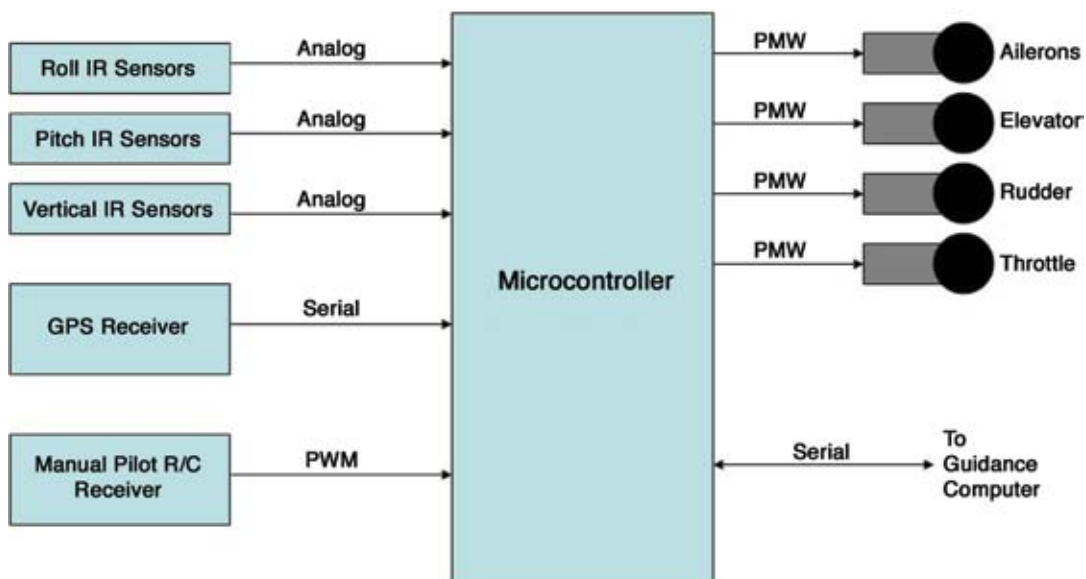 Roll IR Sensors
Analog
Pitch IR Sensors
Analog
Vertical IR Sensors
Analog
GPS Receiver
Serial
Manual Pilot R/C
Receiver
PWM
Microcontroller
PMW
Ailerons
PMW
Elevator
PMW
Rudder
PMW
Throttle
Serial
To
Guidance
Computer